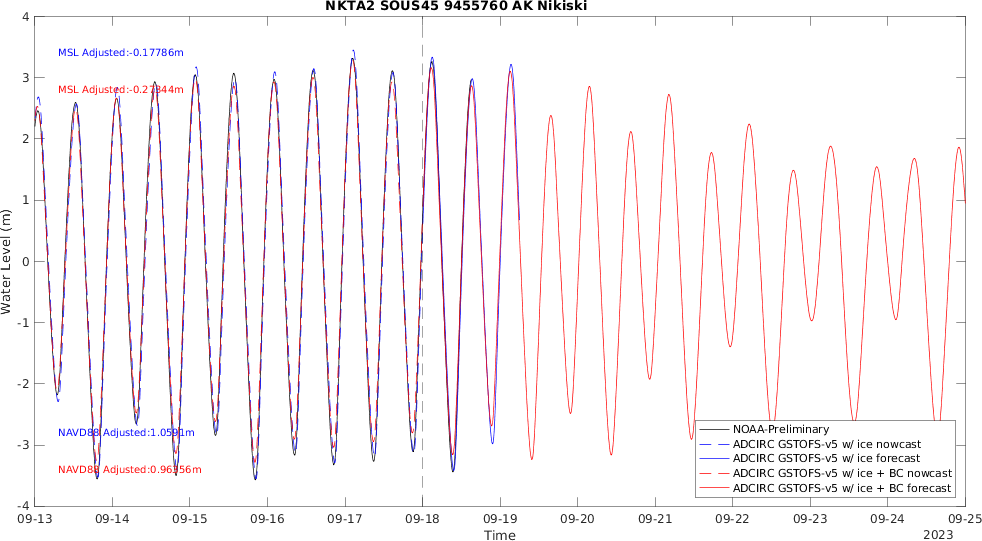 NKTA2 SOUS45 9455760 AK Nikiski
4
3
2
1
0
-1
-2
-3
-4
Water Level (m)
MSL Adjusted:-0.17786m
MSL Adjusted:-0.27344m
NAVD88 Adjusted:1.0591m
NAVD88 Adjusted:0.96356m
NOAA-Preliminary
ADCIRC GSTOFS-v5 w/ ice nowcast
ADCIRC GSTOFS-v5 w/ ice forecast
ADCIRC GSTOFS-v5 w/ ice + BC nowcast
ADCIRC GSTOFS-v5 w/ ice + BC forecast
09-13 09-14 09-15 09-16 09-17 09-18 09-19 09-20 09-21 09-22 09-23 09-24 09-25
Time
2023